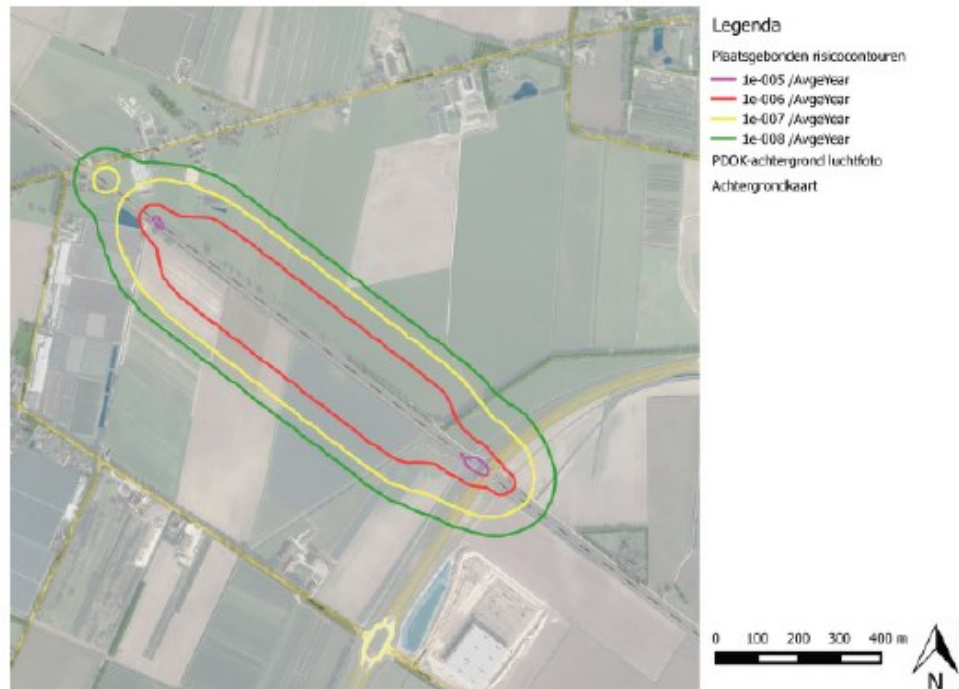 Legenda
Plaatsgebonden risicocontouren
1e-005 /AvgeYear
1e-006 /AvgeYear
1e-007 /AvgeYear
1e-008 /AvgeYear
PDOK-achtergrond luchtfoto
Achtergrondkaart
0 100 200 300 400 m
N